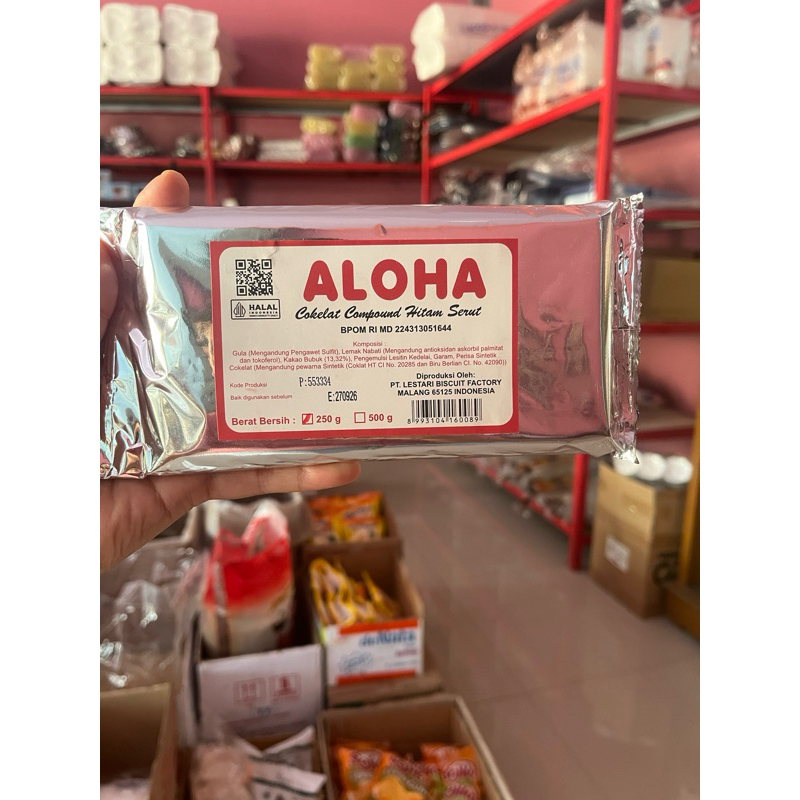 ALOHA
Cokelat Compound Hitam Serut
BPOM RI MD 224313051644
HALAL
INDONESIA
Komposisi :
Gula (Mengandung Pengawet Sulfit), Lemak Nabati (Mengandung antioksidan askorbil palmitat
dan tokoferol), Kakao Bubuk (13,32%), Pengemulsi Lesitin Kedelai, Garam, Perisa Sintetik
Cokelat (Mengandung pewarna Sintetik (Coklat HT CI No. 20285 dan Biru Berlian CI. No. 42090))
Kode Produksi P:553334
Baik digunakan sebelum E:270926
Diproduksi Oleh:
PT. LESTARI BISCUIT FACTORY
MALANG 65125 INDONESIA
Berat Bersih : 250 g 500 g
8 993104 160089